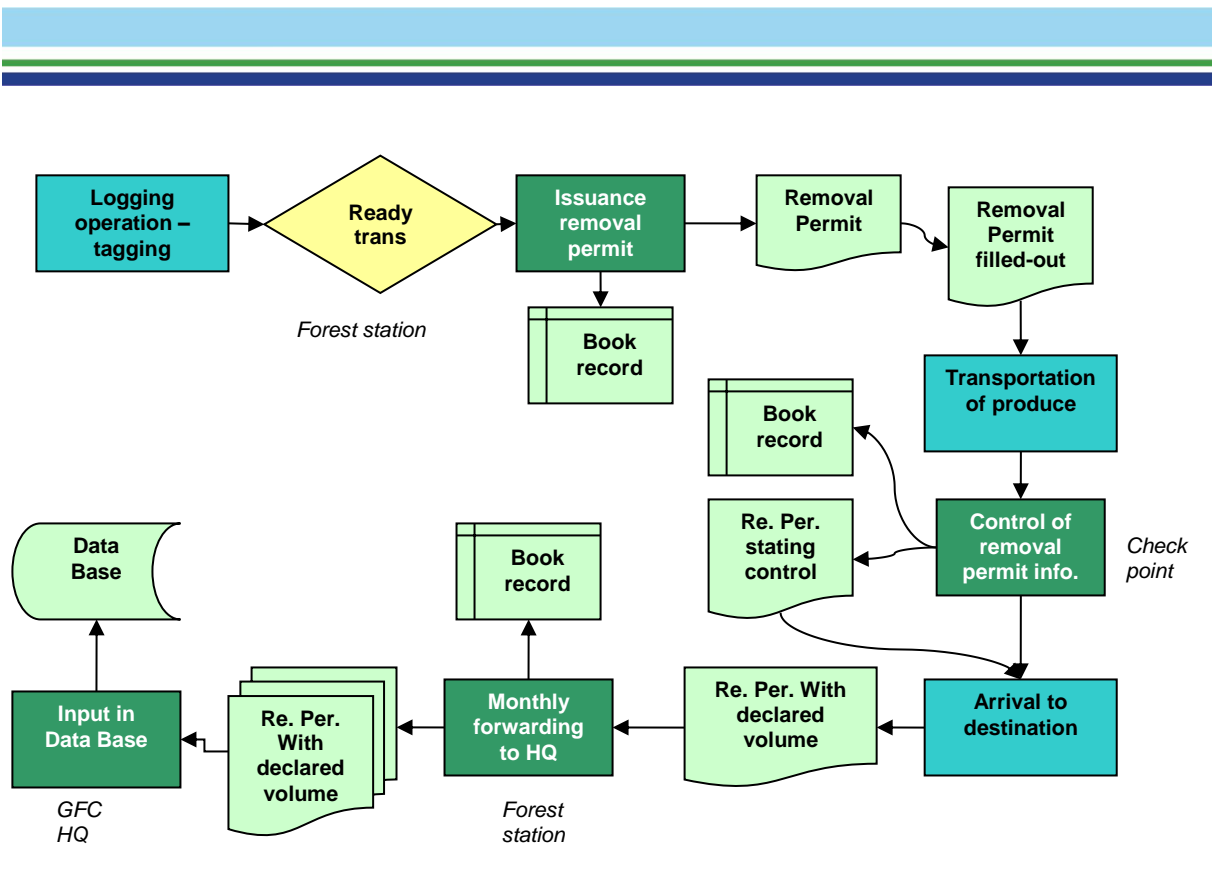 Logging
operation –
tagging
Ready
trans
Issuance
removal
permit
Removal
Permit
Removal
Permit
filled-out
Forest station
Book
record
Transportation
of produce
Book
record
Control of
removal
permit info.
Check
point
Re. Per.
stating
control
Data
Base
Book
record
Input in
Data Base
Re. Per.
With
declared
volume
Monthly
forwarding
to HQ
Re. Per. With
declared
volume
Arrival to
destination
GFC
HQ
Forest
station